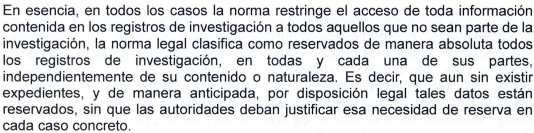 En esencia, en todos los casos la norma restringe el acceso de toda información
contenida en los registros de investigación a todos aquellos que no sean parte de la
investigación, la norma legal clasifica como reservados de manera absoluta todos
los registros de investigación, en todas y cada una de sus partes,
independientemente de su contenido o naturaleza. Es decir, que aun sin existir
expedientes, y de manera anticipada, por disposición legal tales datos están
reservados, sin que las autoridades deban justificar esa necesidad de reserva en
cada caso concreto.